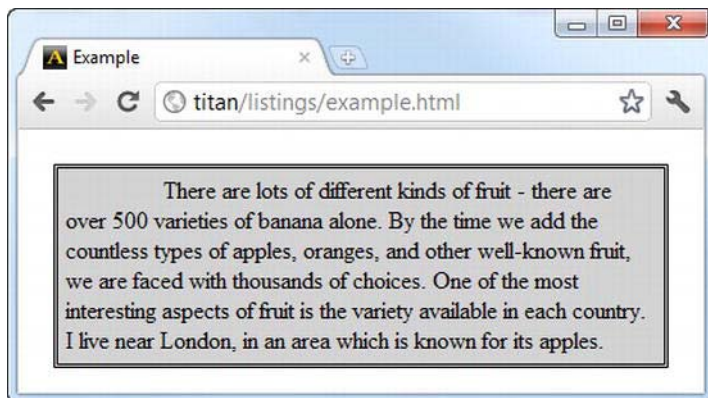 Example
titan/listings/example.html
There are lots of different kinds of fruit - there are
over 500 varieties of banana alone. By the time we add the
countless types of apples, oranges, and other well-known fruit,
we are faced with thousands of choices. One of the most
interesting aspects of fruit is the variety available in each country.
I live near London, in an area which is known for its apples.